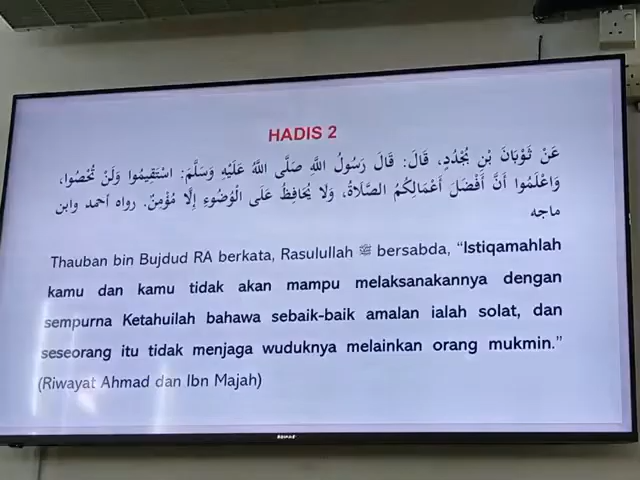 HADIS 2
عَنْ ثَوْبَانَ بْنِ بُجْدُدٍ، قَالَ: قَالَ رَسُولُ اللَّهِ صَلَّى اللَّهُ عَلَيْهِ وَسَلَّمَ: اسْتَقِيمُوا وَلَنْ تُحْصُوا،
وَاعْلَمُوا أَنَّ أَفْضَلَ أَعْمَالِكُمُ الصَّلَاةُ، وَلَا يُحَافِظُ عَلَى الْوُضُوءِ إِلَّا مُؤْمِنٌ. رواه أحمد وابن
ماجه
Thauban bin Bujdud RA berkata, Rasulullah ﷺ bersabda, “Istiqamahlah
kamu dan kamu tidak akan mampu melaksanakannya dengan
sempurna Ketahuilah bahawa sebaik-baik amalan ialah solat, dan
seseorang itu tidak menjaga wuduknya melainkan orang mukmin.”
(Riwayat Ahmad dan Ibn Majah)